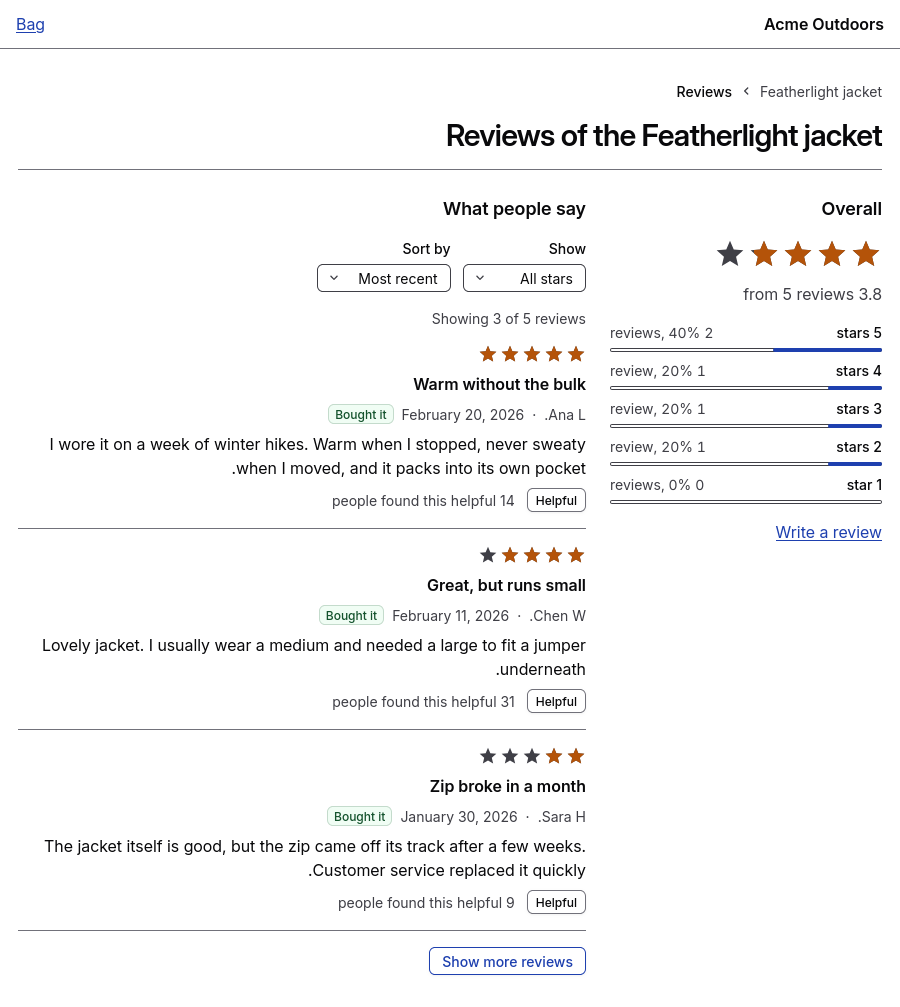 Acme Outdoors
Bag
Featherlight jacket
Reviews
Reviews of the Featherlight jacket
Overall
from 5 reviews 3.8
stars 5
reviews, 40% 2
stars 4
review, 20% 1
stars 3
review, 20% 1
stars 2
review, 20% 1
star 1
reviews, 0% 0
Write a review
What people say
Show
All stars
Sort by
Most recent
Showing 3 of 5 reviews
Warm without the bulk
.Ana L · February 20, 2026 Bought it
I wore it on a week of winter hikes. Warm when I stopped, never sweaty
.when I moved, and it packs into its own pocket
Helpful
people found this helpful 14
Great, but runs small
.Chen W · February 11, 2026 Bought it
Lovely jacket. I usually wear a medium and needed a large to fit a jumper
.underneath
Helpful
people found this helpful 31
Zip broke in a month
.Sara H · January 30, 2026 Bought it
The jacket itself is good, but the zip came off its track after a few weeks.
.Customer service replaced it quickly
Helpful
people found this helpful 9
Show more reviews